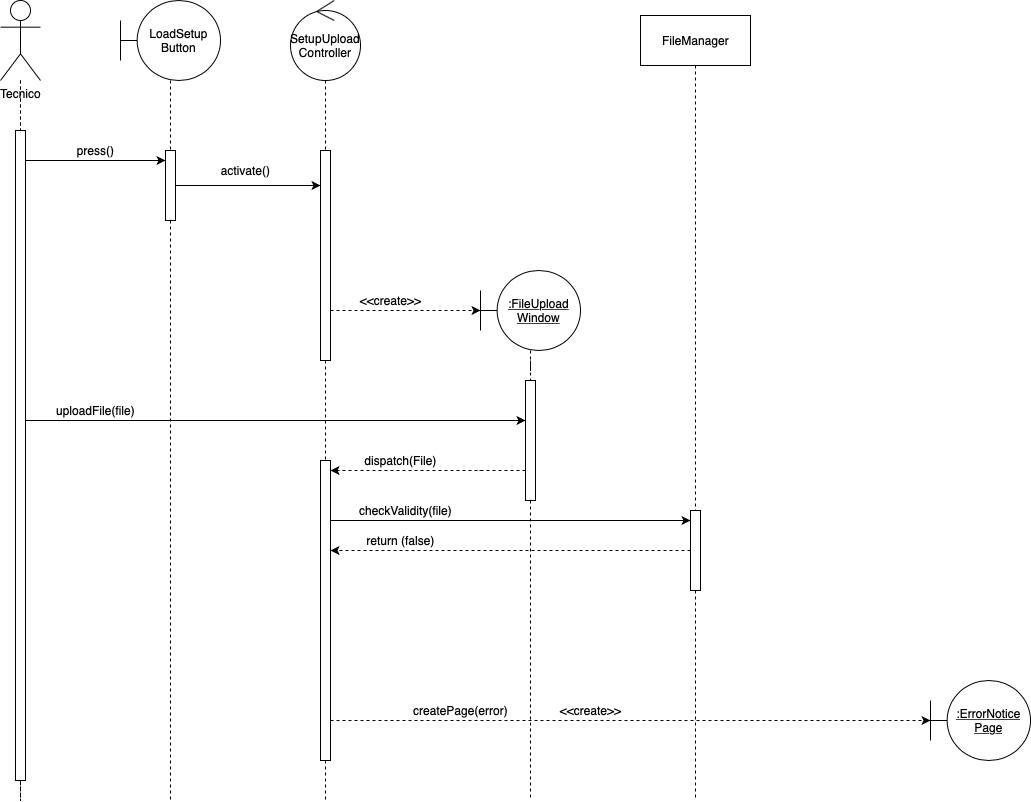 LoadSetup
Button
SetupUpload
Controller
FileManager
Tecnico
press()
activate()
<<create>>
:FileUpload
Window
uploadFile(file)
dispatch(File)
checkValidity(file)
return (false)
createPage(error) <<create>>
:ErrorNotice
Page